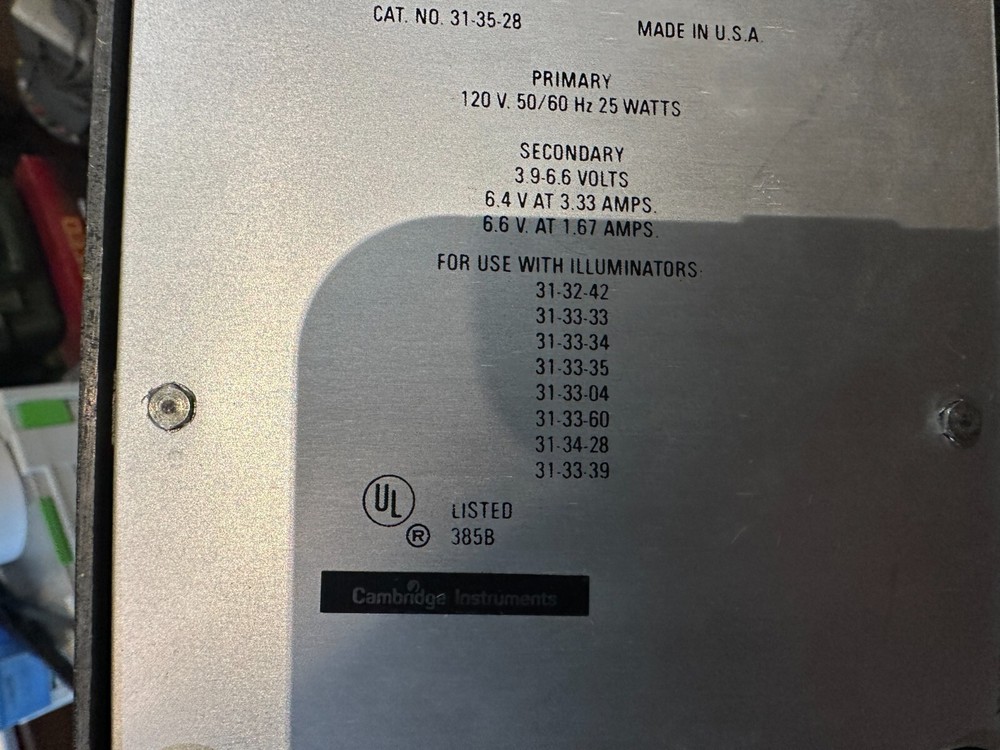 CAT. NO. 31-35-28 MADE IN U.S.A.
PRIMARY
120 V. 50/60 Hz 25 WATTS
SECONDARY
3.9-6.6 VOLTS
6.4 V AT 3.33 AMPS.
6.6 V. AT 1.67 AMPS.
FOR USE WITH ILLUMINATORS:
31-32-42
31-33-33
31-33-34
31-33-35
31-33-04
31-33-60
31-34-28
31-33-39
UL LISTED
® 385B
Cambridge Instruments